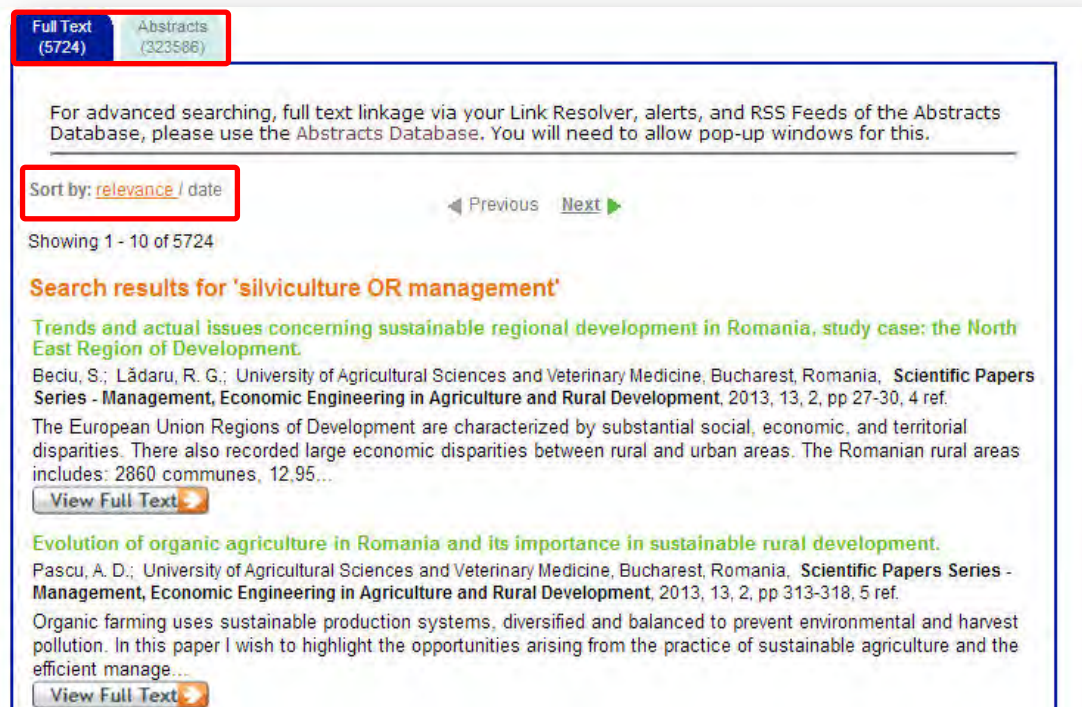 Full Text
(5724)
Abstracts
(323586)
For advanced searching, full text linkage via your Link Resolver, alerts, and RSS Feeds of the Abstracts
Database, please use the Abstracts Database. You will need to allow pop-up windows for this.
Sort by: relevance / date
Previous Next
Showing 1 - 10 of 5724
Search results for 'silviculture OR management'
Trends and actual issues concerning sustainable regional development in Romania, study case: the North
East Region of Development.
Beciu, S.; Lădaru, R. G.; University of Agricultural Sciences and Veterinary Medicine, Bucharest, Romania, Scientific Papers
Series - Management, Economic Engineering in Agriculture and Rural Development, 2013, 13, 2, pp 27-30, 4 ref.
The European Union Regions of Development are characterized by substantial social, economic, and territorial
disparities. There also recorded large economic disparities between rural and urban areas. The Romanian rural areas
includes: 2860 communes, 12,95...
View Full Text
Evolution of organic agriculture in Romania and its importance in sustainable rural development.
Pascu, A. D.; University of Agricultural Sciences and Veterinary Medicine, Bucharest, Romania, Scientific Papers Series -
Management, Economic Engineering in Agriculture and Rural Development, 2013, 13, 2, pp 313-318, 5 ref.
Organic farming uses sustainable production systems, diversified and balanced to prevent environmental and harvest
pollution. In this paper I wish to highlight the opportunities arising from the practice of sustainable agriculture and the
efficient manage...
View Full Text